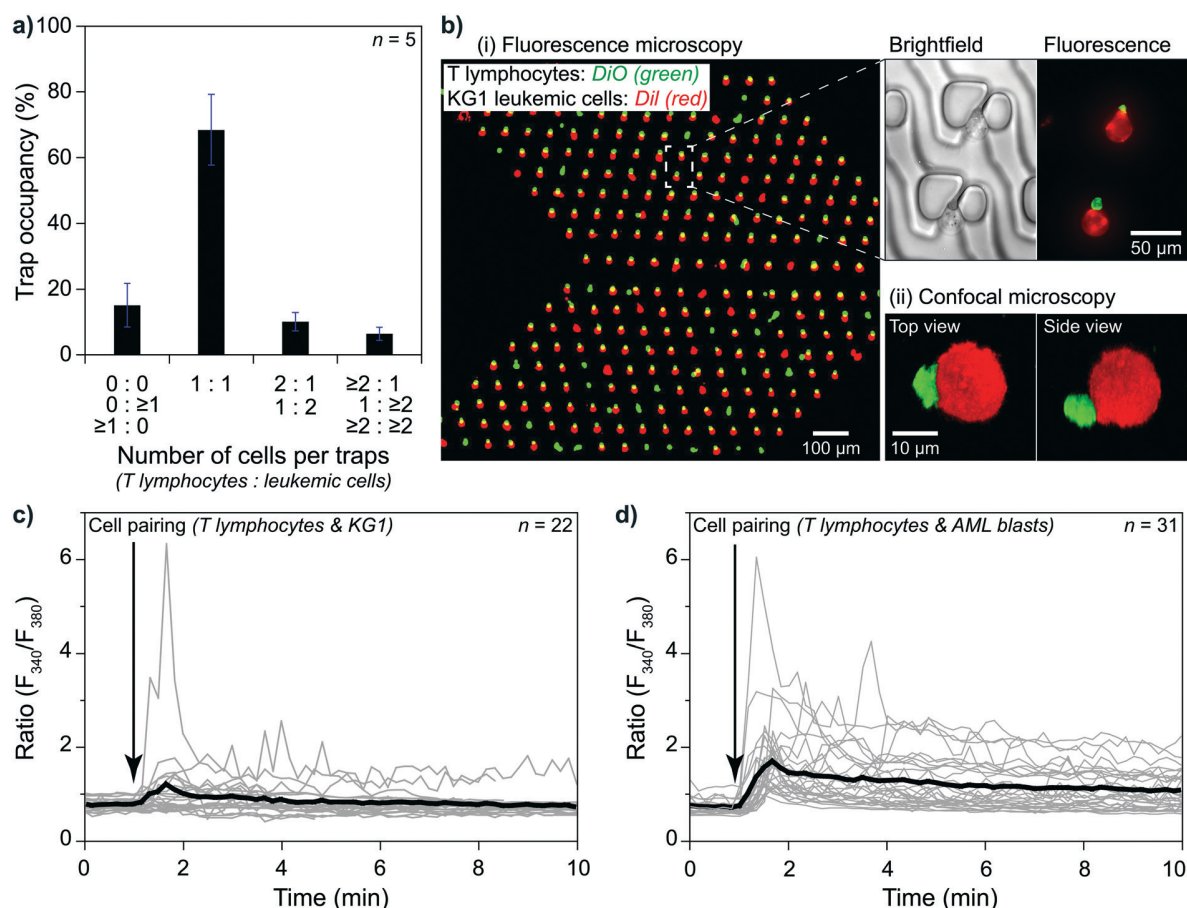 a)
n = 5
100
80
60
40
20
0
Trap occupancy (%)
0 : 0
0 : ≥1
≥1 : 0
1 : 1
2 : 1
1 : 2
≥2 : 1
1 : ≥2
≥2 : ≥2
Number of cells per traps
(T lymphocytes : leukemic cells)
b)
(i) Fluorescence microscopy
T lymphocytes: DiO (green)
KG1 leukemic cells: DiI (red)
100 µm
Brightfield
Fluorescence
50 µm
(ii) Confocal microscopy
Top view
Side view
10 µm
c)
Cell pairing (T lymphocytes & KG1)
n = 22
6
4
2
0
Ratio (F340/F380)
0 2 4 6 8 10
Time (min)
d)
Cell pairing (T lymphocytes & AML blasts)
n = 31
6
4
2
0
Ratio (F340/F380)
0 2 4 6 8 10
Time (min)